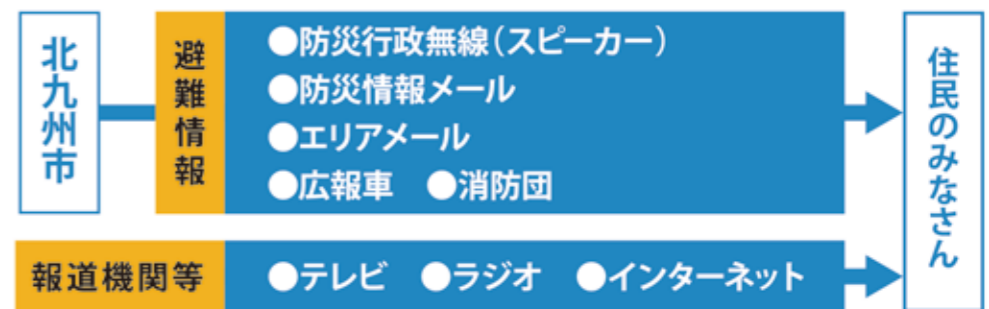 北九州市
避難情報
●防災行政無線(スピーカー)
●防災情報メール
●エリアメール
●広報車 ●消防団
住民のみなさん
報道機関等
●テレビ ●ラジオ ●インターネット